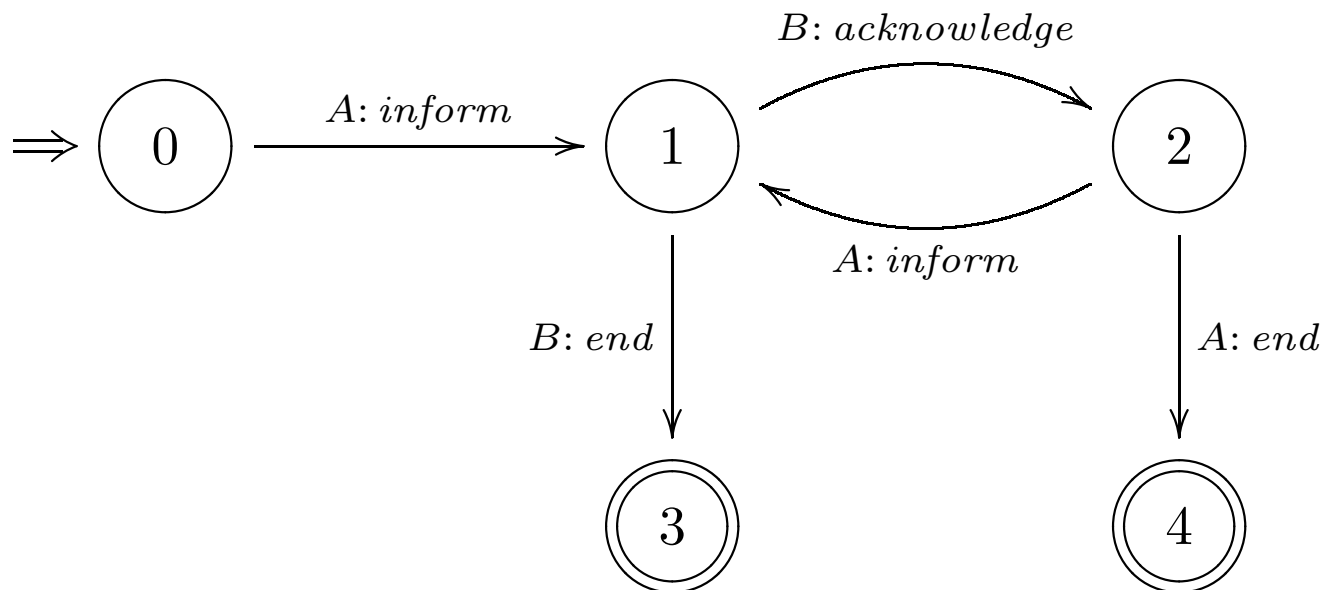 B: acknowledge
A: inform
0
1
2
A: inform
B: end
A: end
3
4